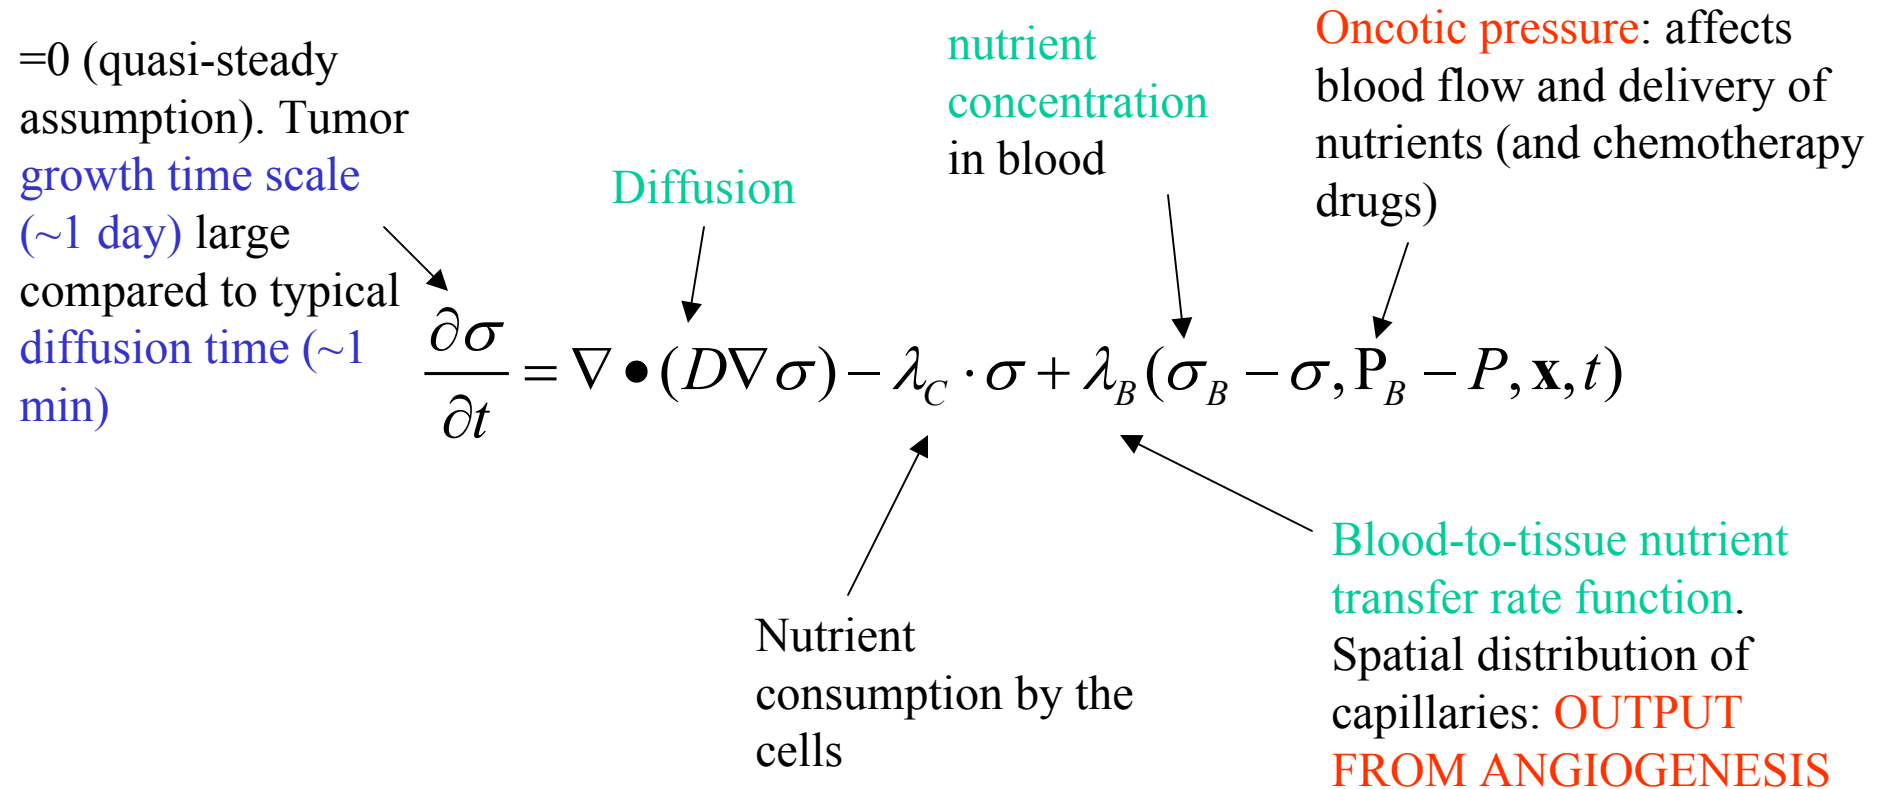 =0 (quasi-steady
assumption). Tumor
growth time scale
(~1 day) large
compared to typical
diffusion time (~1
min)
Diffusion
nutrient
concentration
in blood
Oncotic pressure: affects
blood flow and delivery of
nutrients (and chemotherapy
drugs)
∂σ/∂t = ∇•(D∇σ) − λ_C · σ + λ_B(σ_B − σ, P_B − P, x, t)
Nutrient
consumption by the
cells
Blood-to-tissue nutrient
transfer rate function.
Spatial distribution of
capillaries: OUTPUT
FROM ANGIOGENESIS